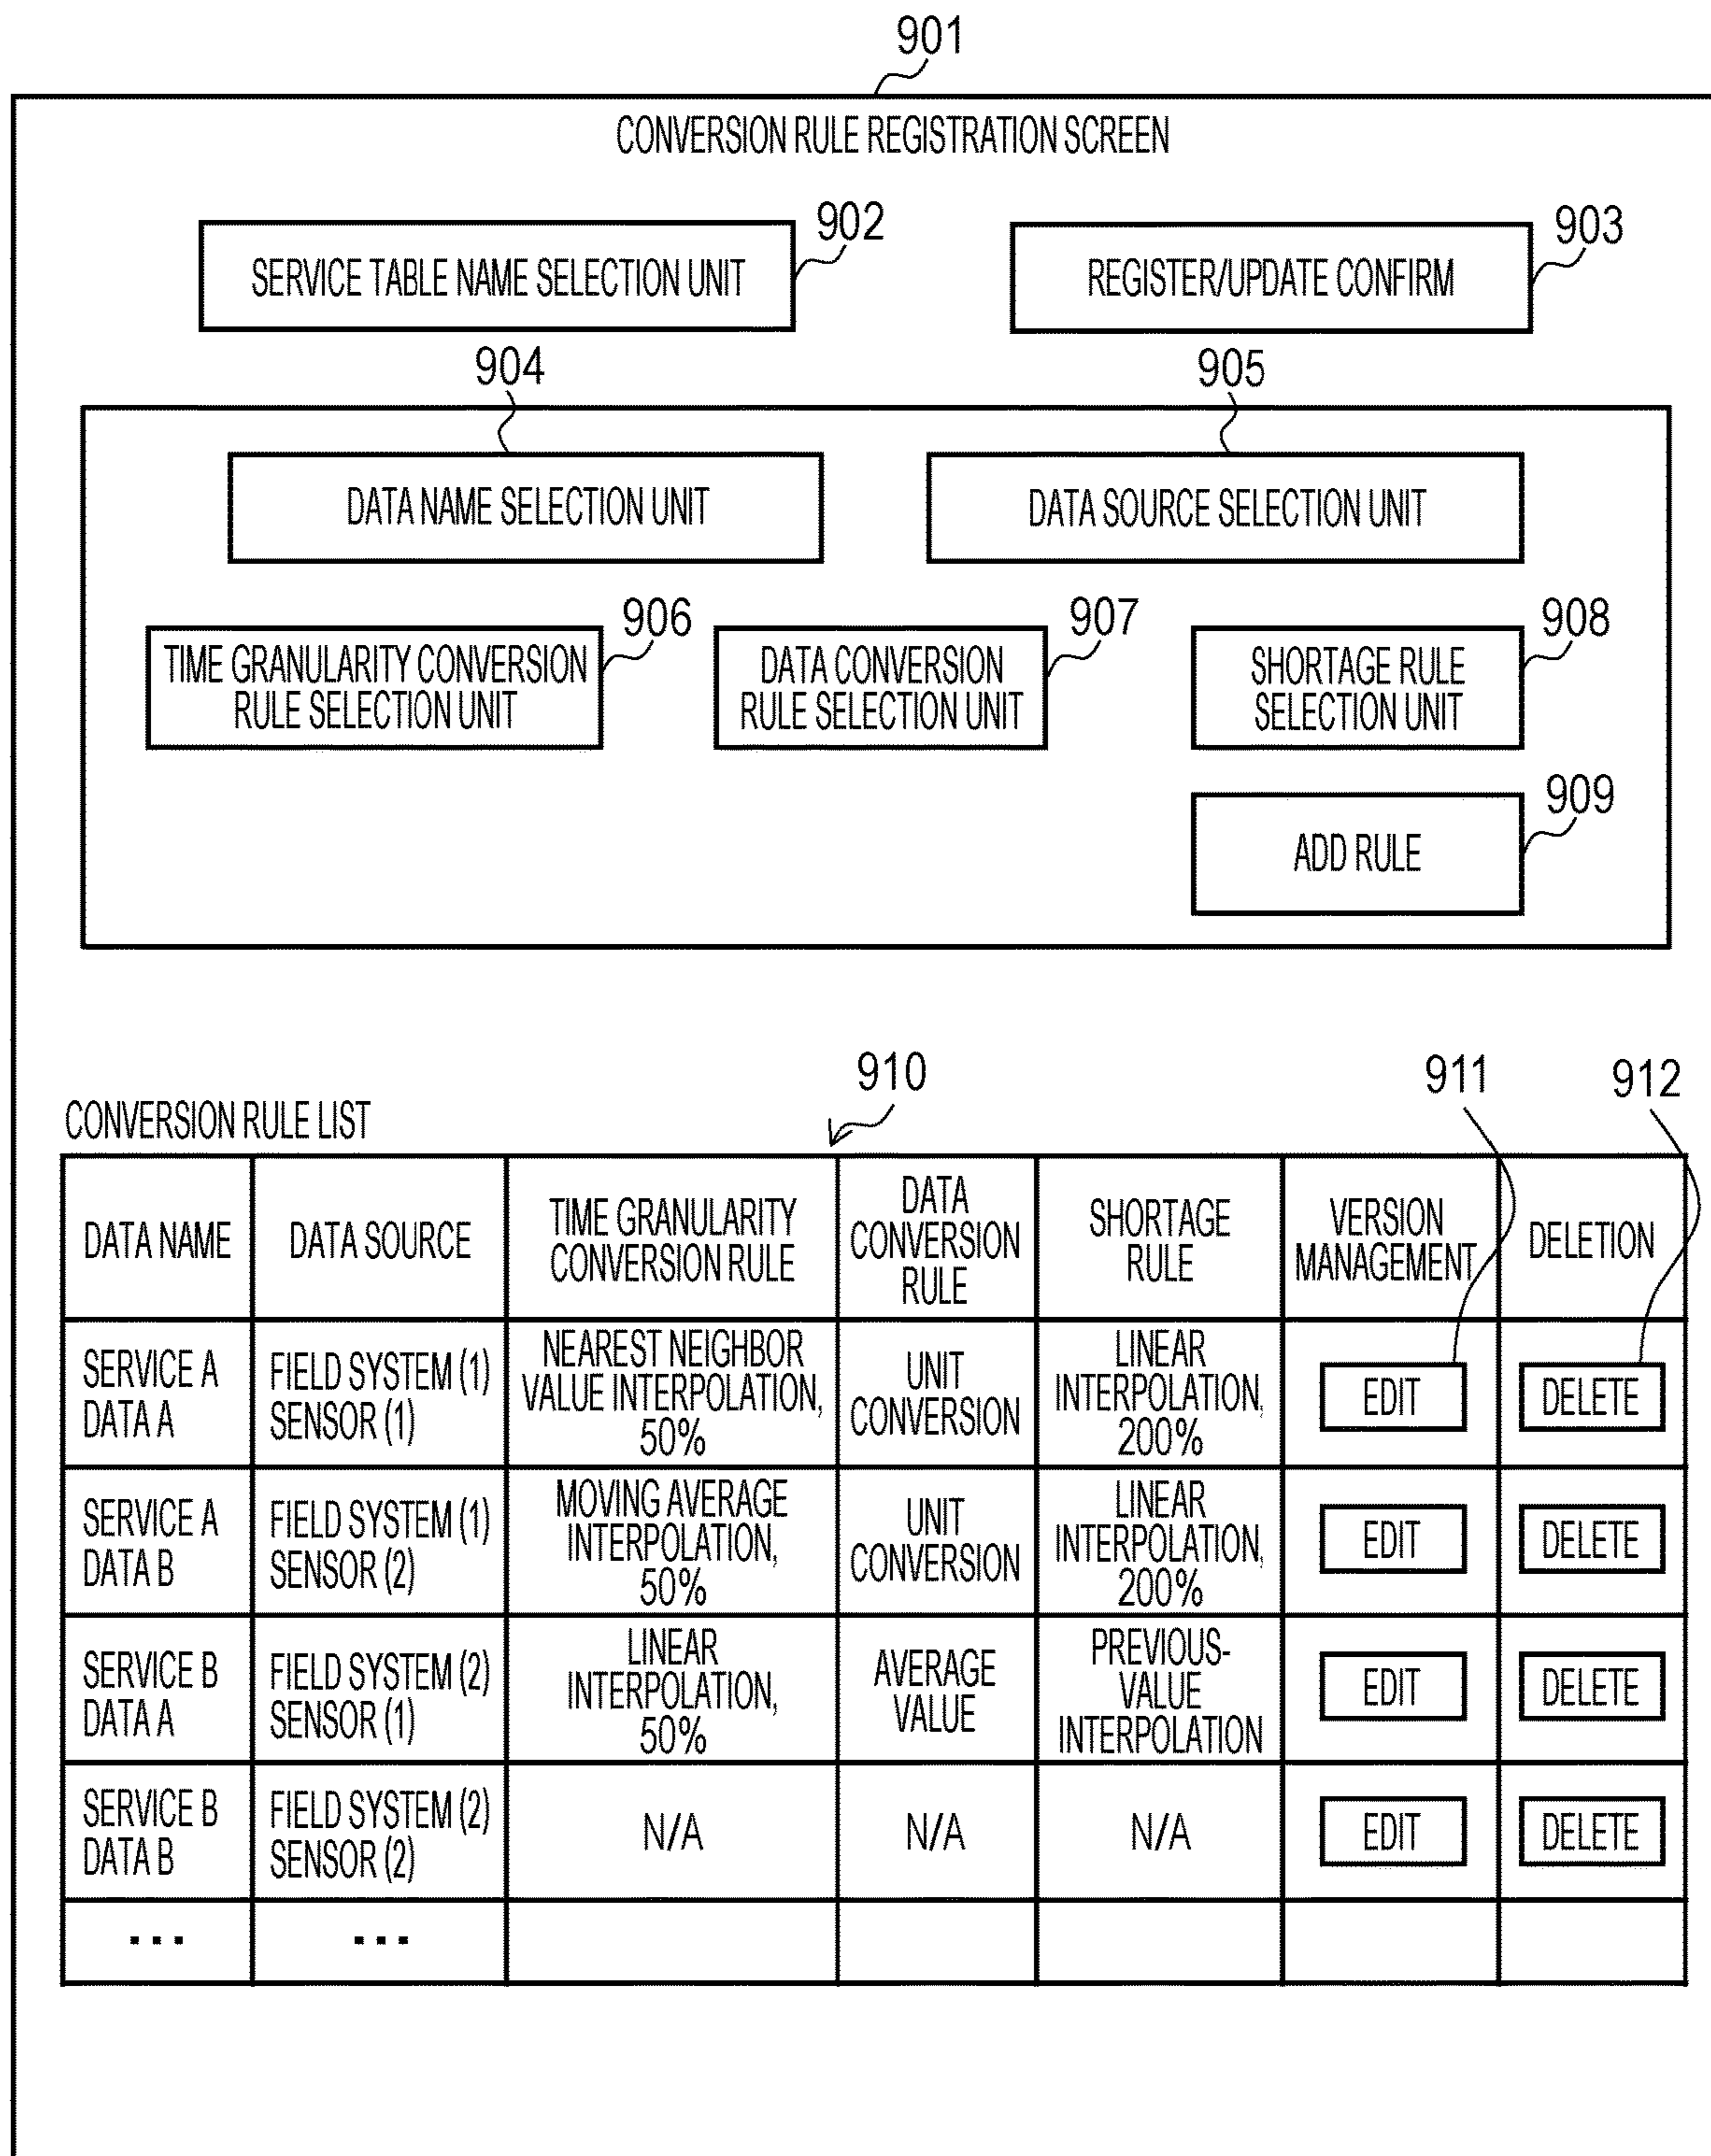 901
CONVERSION RULE REGISTRATION SCREEN
902
903
SERVICE TABLE NAME SELECTION UNIT
REGISTER/UPDATE CONFIRM
904
905
DATA NAME SELECTION UNIT
DATA SOURCE SELECTION UNIT
906
907
908
TIME GRANULARITY CONVERSION
RULE SELECTION UNIT
DATA CONVERSION
RULE SELECTION UNIT
SHORTAGE RULE
SELECTION UNIT
909
ADD RULE
910
911
912
CONVERSION RULE LIST
DATA NAME
DATA SOURCE
TIME GRANULARITY
CONVERSION RULE
DATA
CONVERSION
RULE
SHORTAGE
RULE
VERSION
MANAGEMENT
DELETION
SERVICE A
DATA A
FIELD SYSTEM (1)
SENSOR (1)
NEAREST NEIGHBOR
VALUE INTERPOLATION,
50%
UNIT
CONVERSION
LINEAR
INTERPOLATION,
200%
EDIT
DELETE
SERVICE A
DATA B
FIELD SYSTEM (1)
SENSOR (2)
MOVING AVERAGE
INTERPOLATION,
50%
UNIT
CONVERSION
LINEAR
INTERPOLATION,
200%
EDIT
DELETE
SERVICE B
DATA A
FIELD SYSTEM (2)
SENSOR (1)
LINEAR
INTERPOLATION,
50%
AVERAGE
VALUE
PREVIOUS-
VALUE
INTERPOLATION
EDIT
DELETE
SERVICE B
DATA B
FIELD SYSTEM (2)
SENSOR (2)
N/A
N/A
N/A
EDIT
DELETE
...
...